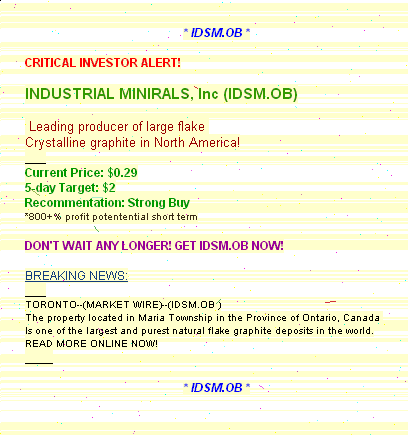 * IDSM.OB *
CRITICAL INVESTOR ALERT!
INDUSTRIAL MINIRALS, Inc (IDSM.OB)
Leading producer of large flake
Crystalline graphite in North America!
Current Price: $0.29
5-day Target: $2
Recommentation: Strong Buy
*800+% profit potentential short term
DON'T WAIT ANY LONGER! GET IDSM.OB NOW!
BREAKING NEWS:
TORONTO--(MARKET WIRE)--(IDSM.OB )
The property located in Maria Township in the Province of Ontario, Canada
Is one of the largest and purest natural flake graphite deposits in the world.
READ MORE ONLINE NOW!
* IDSM.OB *